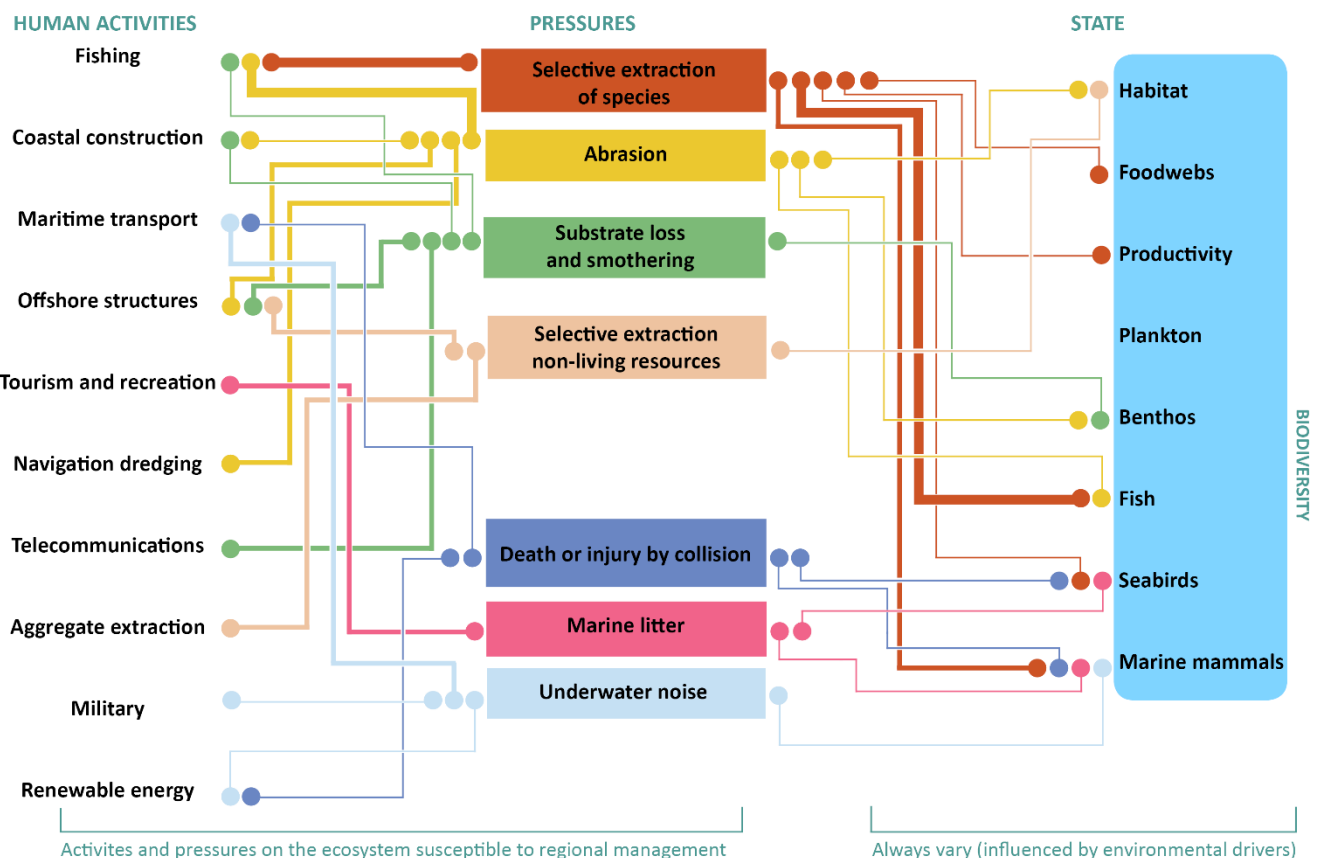 HUMAN ACTIVITIES
PRESSURES
STATE
Fishing
Coastal construction
Maritime transport
Offshore structures
Tourism and recreation
Navigation dredging
Telecommunications
Aggregate extraction
Military
Renewable energy
Selective extraction
of species
Abrasion
Substrate loss
and smothering
Selective extraction
non-living resources
Death or injury by collision
Marine litter
Underwater noise
Habitat
Foodwebs
Productivity
Plankton
Benthos
Fish
Seabirds
Marine mammals
BIODIVERSITY
Activites and pressures on the ecosystem susceptible to regional management
Always vary (influenced by environmental drivers)